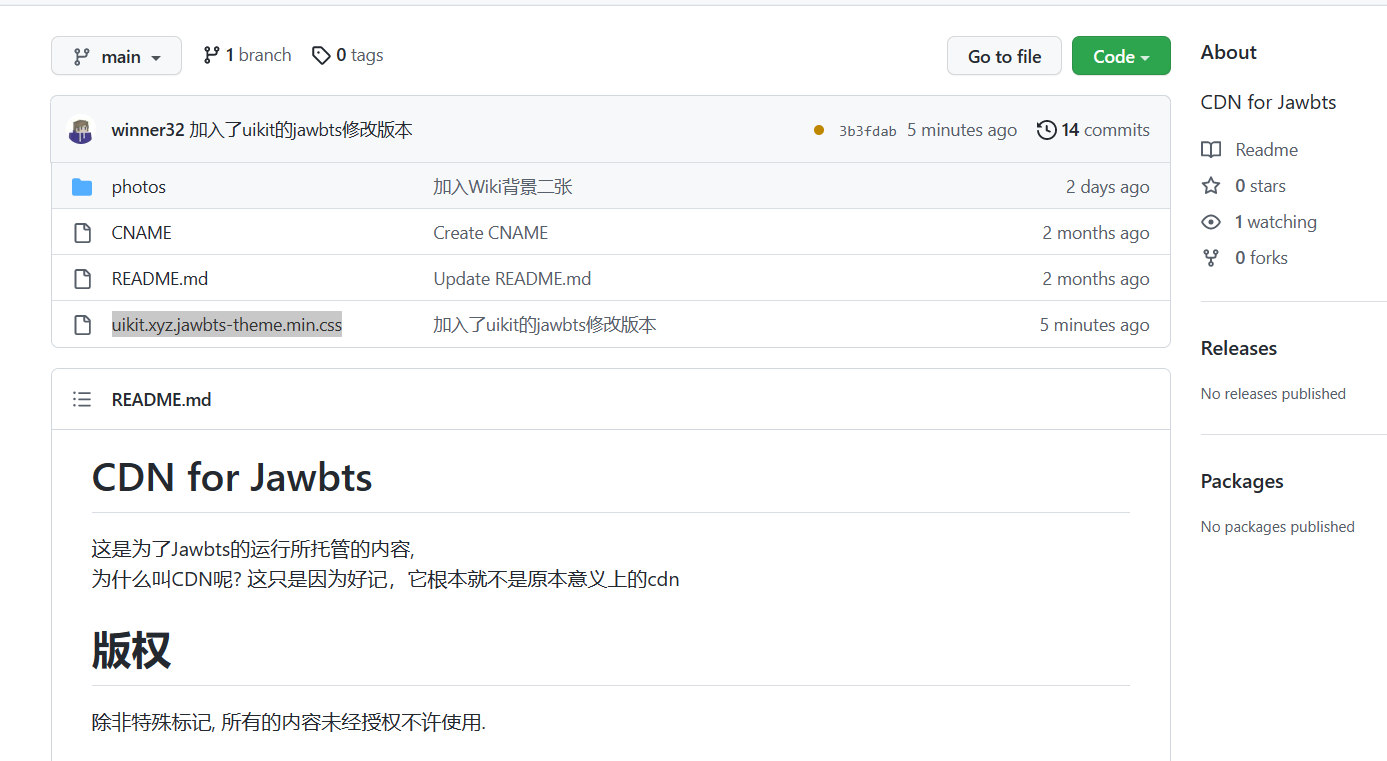 main 1 branch 0 tags Go to file Code
winner32 加入了uikit的jawbts修改版本 3b3fdab 5 minutes ago 14 commits
photos 加入Wiki背景二张 2 days ago
CNAME Create CNAME 2 months ago
README.md Update README.md 2 months ago
uikit.xyz.jawbts-theme.min.css 加入了uikit的jawbts修改版本 5 minutes ago
README.md
CDN for Jawbts
这是为了Jawbts的运行所托管的内容,
为什么叫CDN呢? 这只是因为好记，它根本就不是原本意义上的cdn
版权
除非特殊标记, 所有的内容未经授权不许使用.
About
CDN for Jawbts
Readme
0 stars
1 watching
0 forks
Releases
No releases published
Packages
No packages published